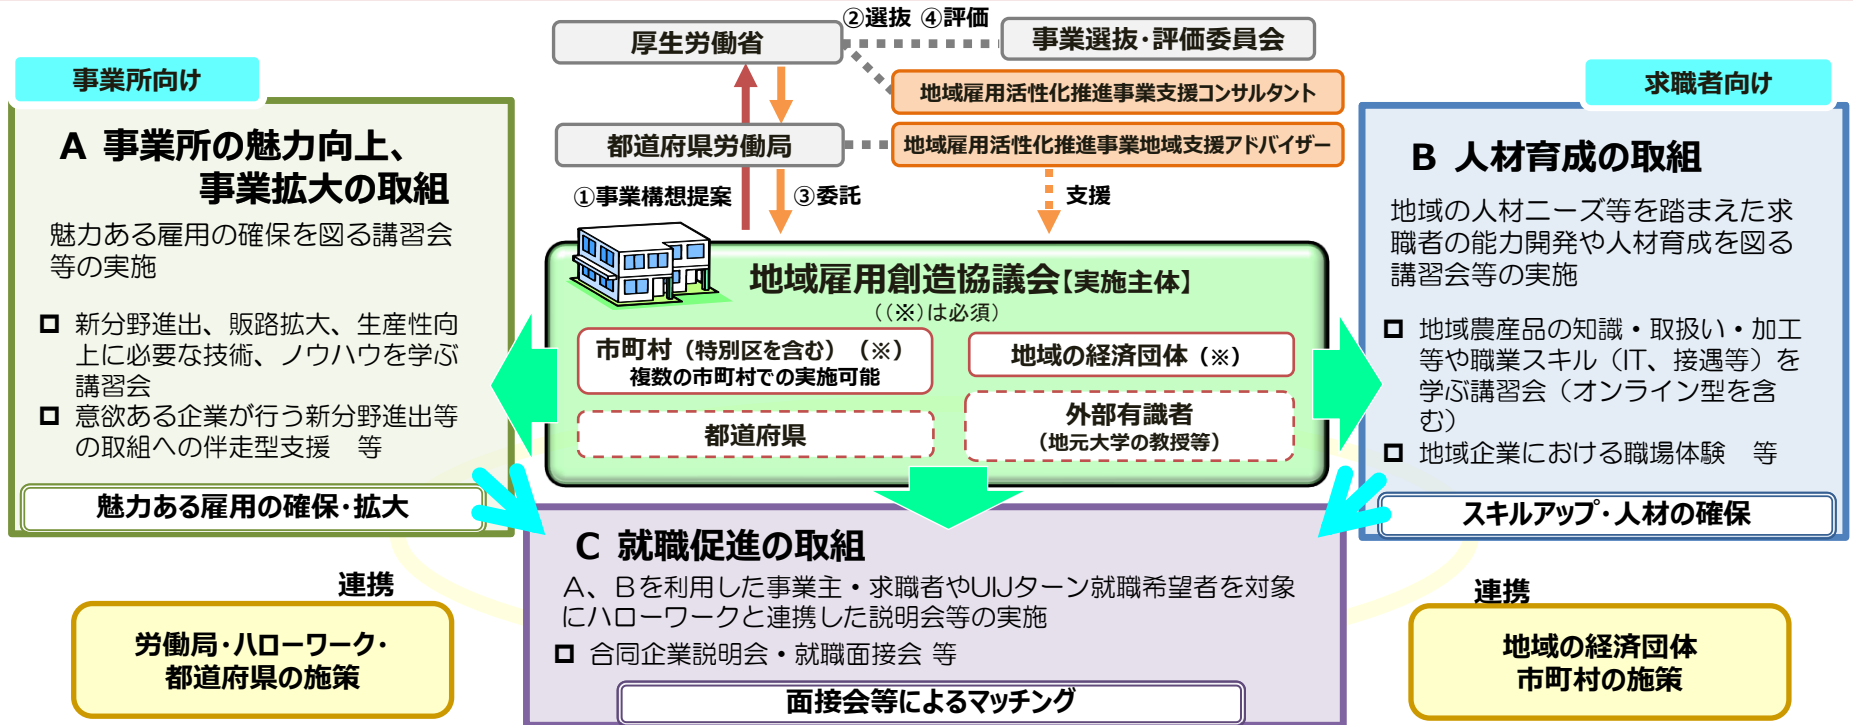 ②選抜 ④評価
厚生労働省
事業選抜・評価委員会
地域雇用活性化推進事業支援コンサルタント
都道府県労働局
地域雇用活性化推進事業地域支援アドバイザー
①事業構想提案
③委託
支援
事業所向け
A 事業所の魅力向上、
事業拡大の取組
魅力ある雇用の確保を図る講習会
等の実施
新分野進出、販路拡大、生産性向
上に必要な技術、ノウハウを学ぶ
講習会
意欲ある企業が行う新分野進出等
の取組への伴走型支援　等
魅力ある雇用の確保・拡大
地域雇用創造協議会【実施主体】
((※)は必須)
市町村（特別区を含む）（※）
複数の市町村での実施可能
地域の経済団体（※）
都道府県
外部有識者
（地元大学の教授等）
求職者向け
B 人材育成の取組
地域の人材ニーズ等を踏まえた求
職者の能力開発や人材育成を図る
講習会等の実施
地域農産品の知識・取扱い・加工
等や職業スキル（IT、接遇等）を
学ぶ講習会（オンライン型を含
む）
地域企業における職場体験　等
スキルアップ・人材の確保
C 就職促進の取組
A、Bを利用した事業主・求職者やUIJターン就職希望者を対象
にハローワークと連携した説明会等の実施
合同企業説明会・就職面接会 等
面接会等によるマッチング
連携
労働局・ハローワーク・
都道府県の施策
連携
地域の経済団体
市町村の施策